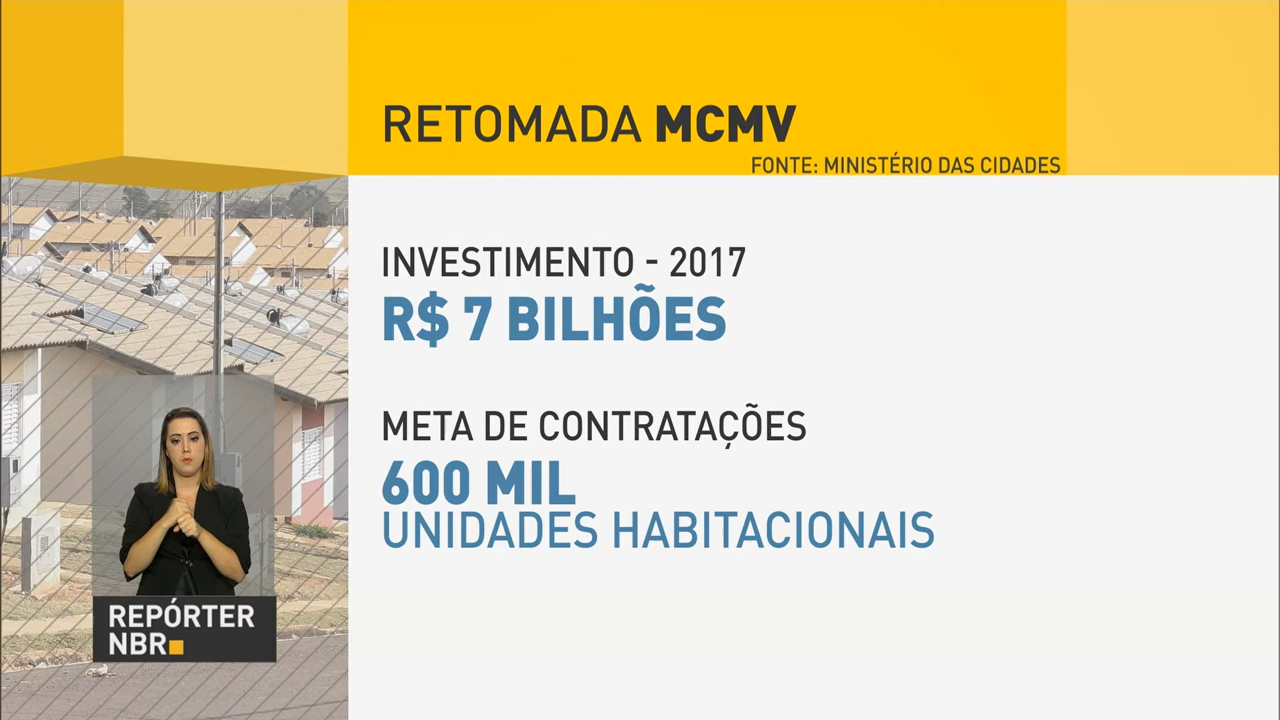 RETOMADA MCMV
FONTE: MINISTÉRIO DAS CIDADES
INVESTIMENTO - 2017
R$ 7 BILHÕES
META DE CONTRATAÇÕES
600 MIL
UNIDADES HABITACIONAIS
REPÓRTER
NBR